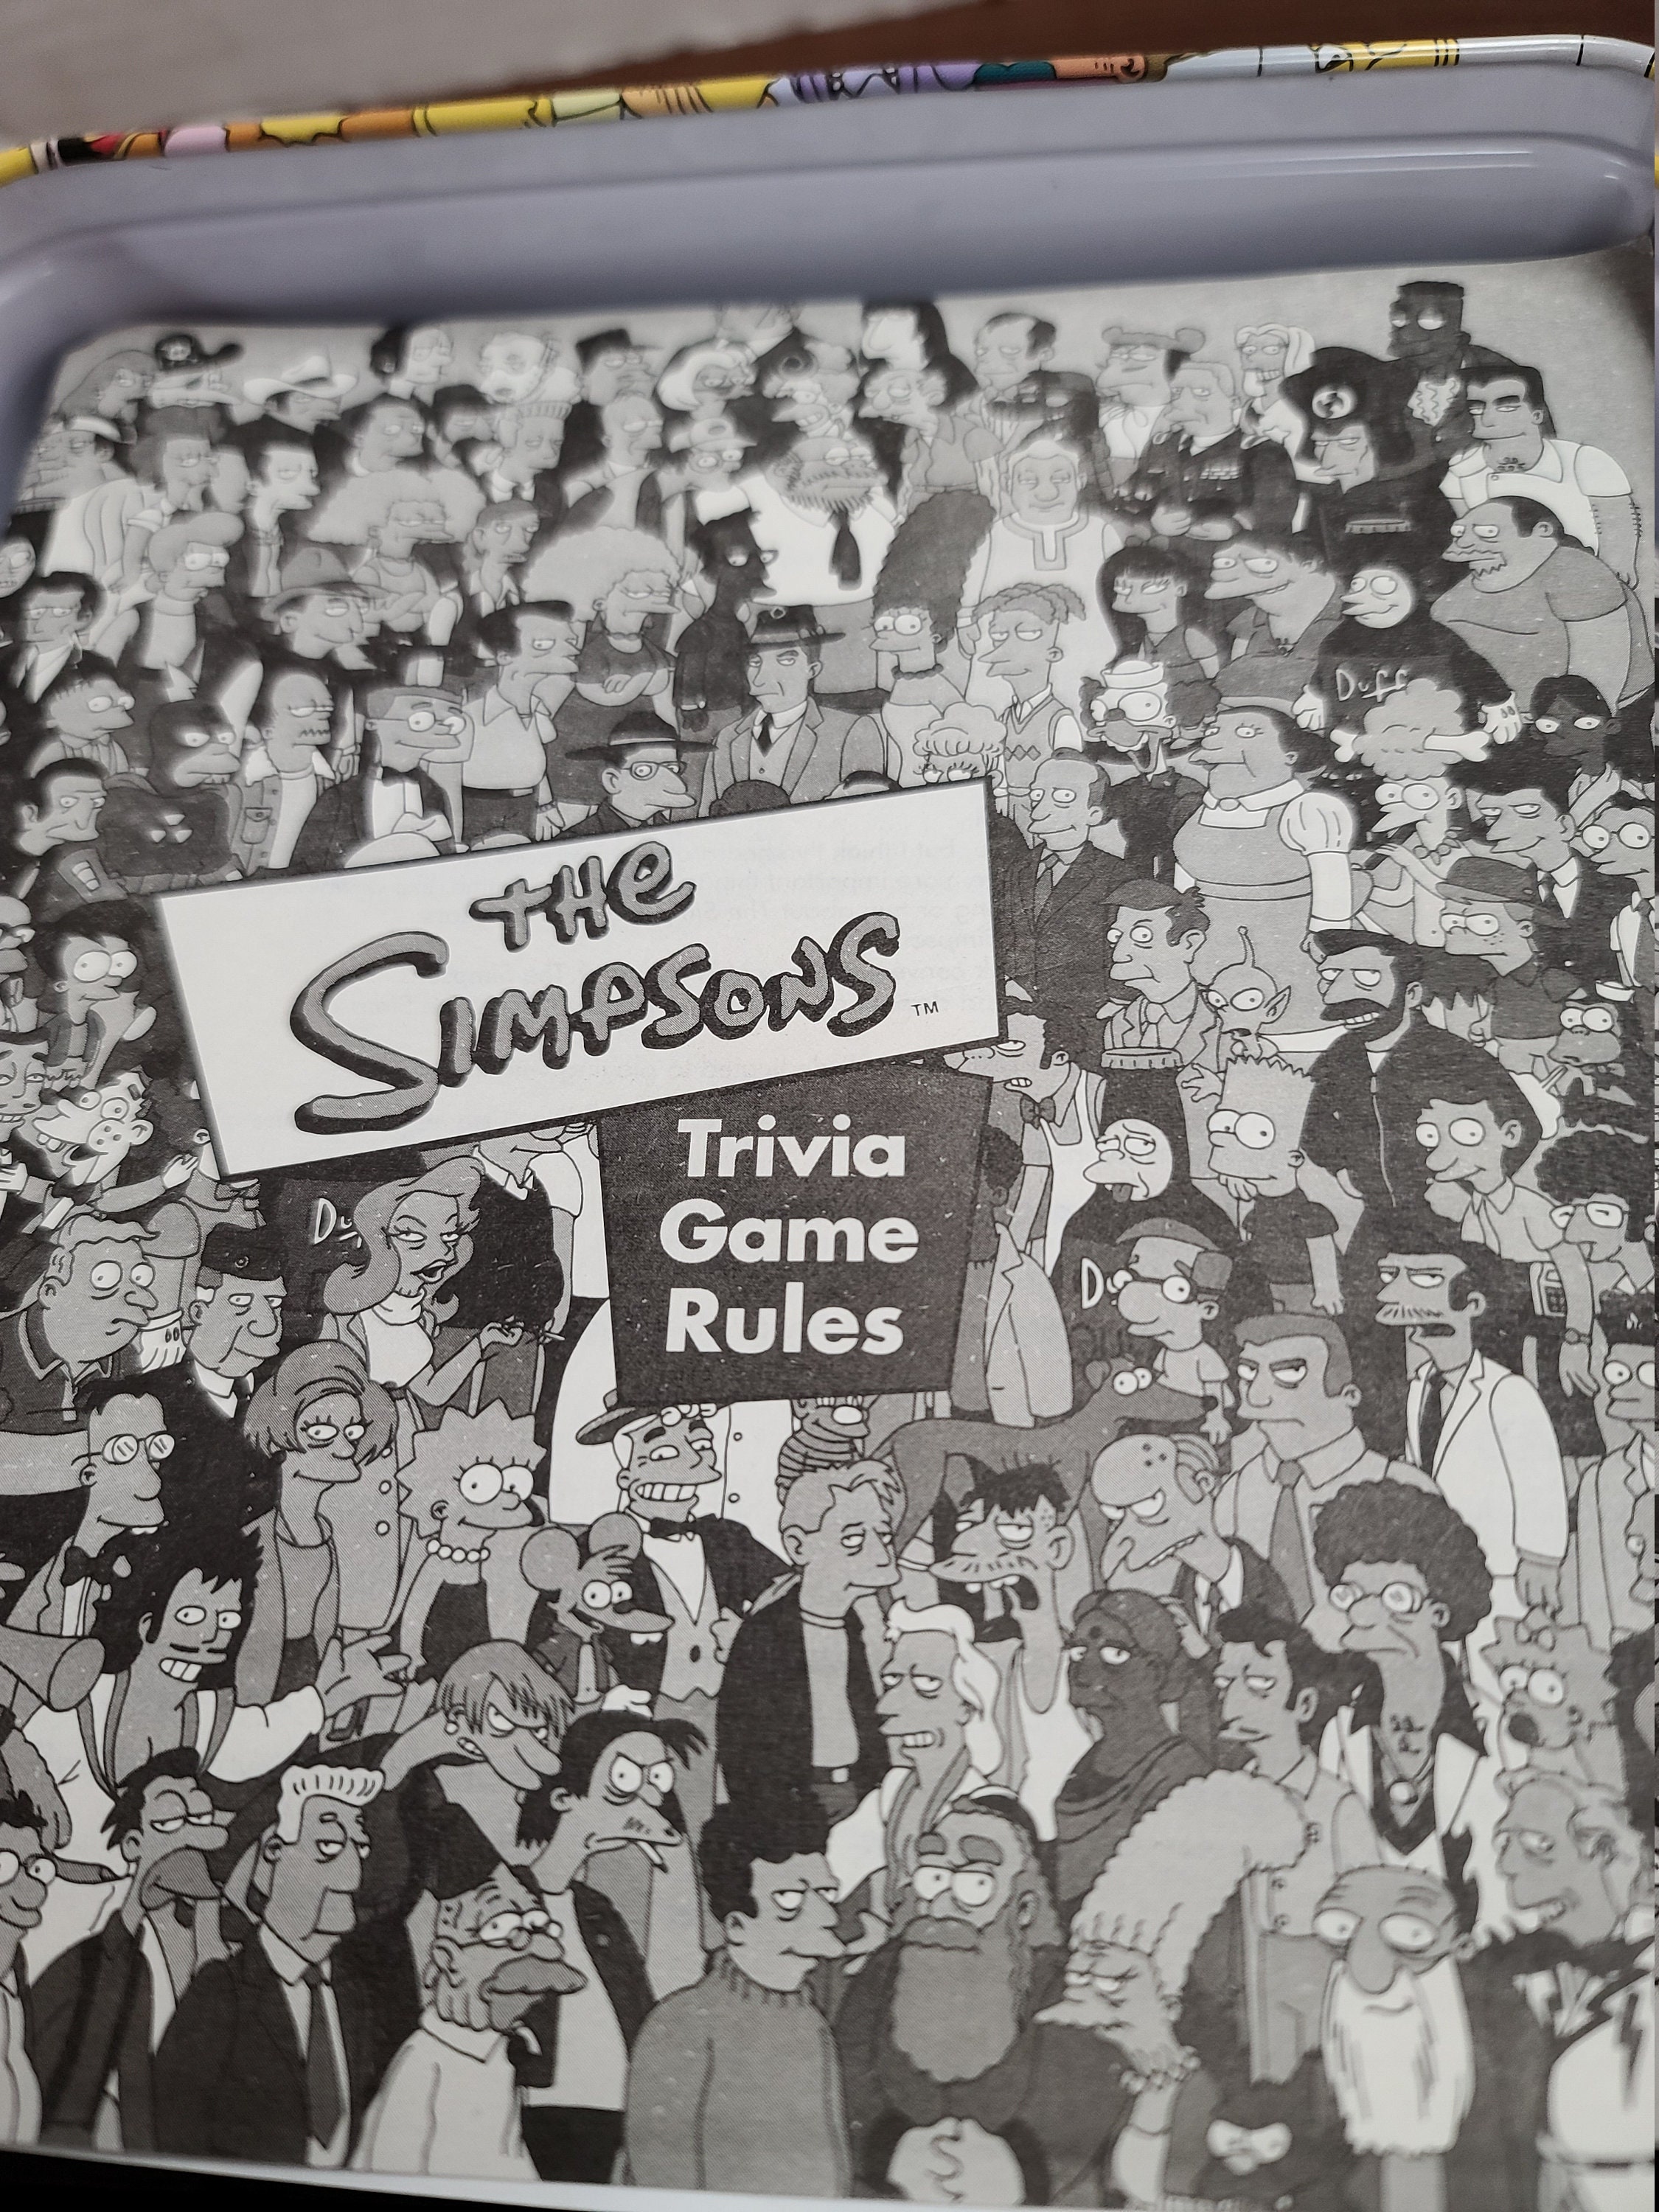 Duff
THE
SIMPSONS
TM
Trivia
Game
Rules